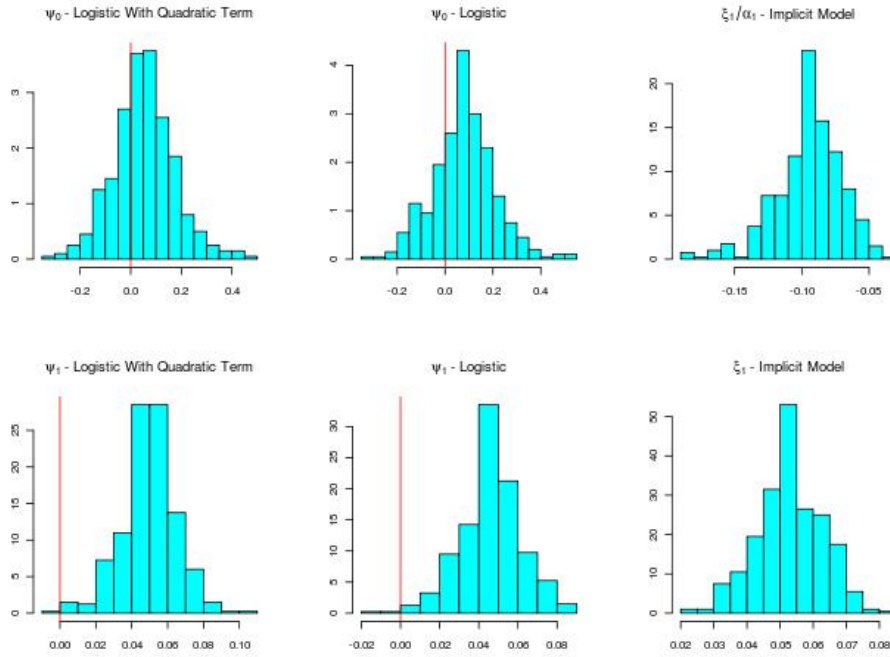 ψ₀ - Logistic With Quadratic Term
ψ₀ - Logistic
ξ₁/α₁ - Implicit Model
3
2
1
0
-0.2 0.0 0.2 0.4
4
3
2
1
0
-0.2 0.0 0.2 0.4
20
15
10
5
0
-0.15 -0.10 -0.05
ψ₁ - Logistic With Quadratic Term
ψ₁ - Logistic
ξ₁ - Implicit Model
25
20
15
10
5
0
0.00 0.02 0.04 0.06 0.08 0.10
30
25
20
15
10
5
0
-0.02 0.00 0.02 0.04 0.06 0.08
50
40
30
20
10
0
0.02 0.03 0.04 0.05 0.06 0.07 0.08